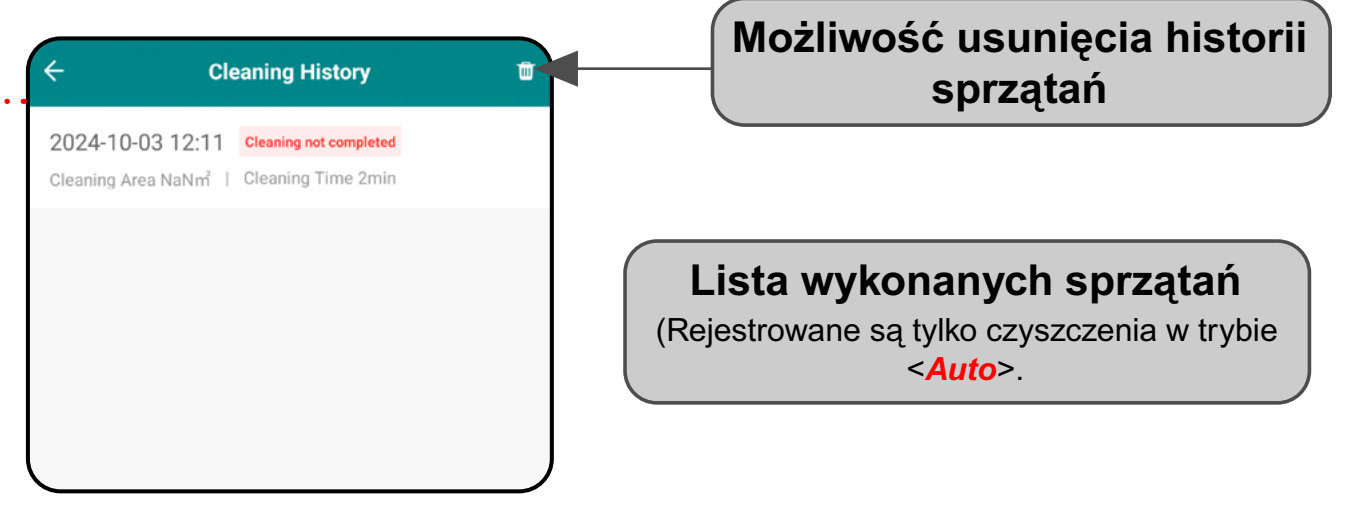 Cleaning History
2024-10-03 12:11 Cleaning not completed
Cleaning Area NaN㎡ | Cleaning Time 2min
Możliwość usunięcia historii
sprzątań
Lista wykonanych sprzątań
(Rejestrowane są tylko czyszczenia w trybie
<Auto>.